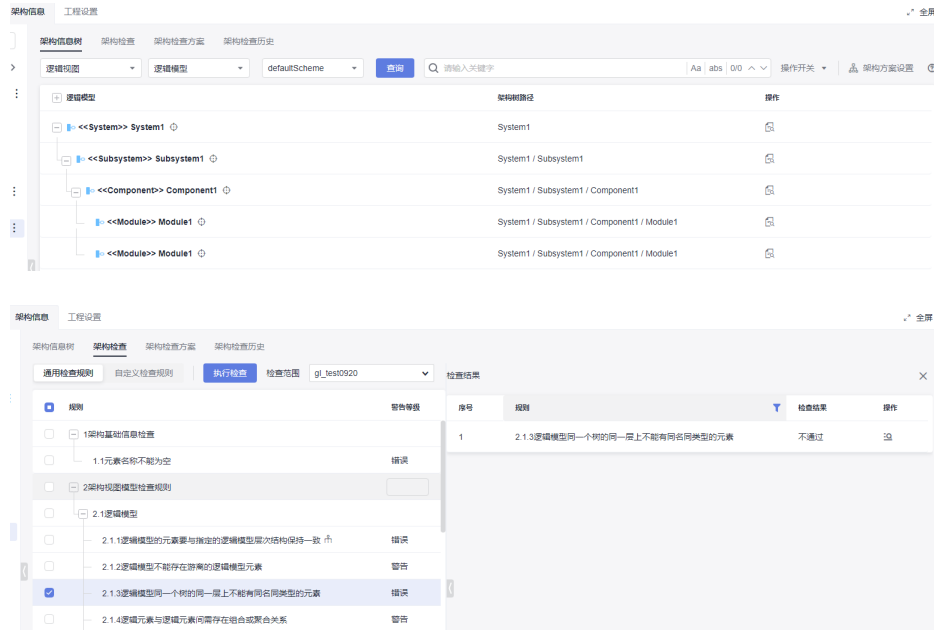 架构信息 工程设置 全屏
架构信息树 架构检查 架构检查方案 架构检查历史
逻辑视图 逻辑模型 defaultScheme 查询 请输入关键字 Aa abs 0/0 操作开关 架构方案设置
逻辑模型 架构树路径 操作
<<System>> System1 System1
<<Subsystem>> Subsystem1 System1 / Subsystem1
<<Component>> Component1 System1 / Subsystem1 / Component1
<<Module>> Module1 System1 / Subsystem1 / Component1 / Module1
<<Module>> Module1 System1 / Subsystem1 / Component1 / Module1
架构信息 工程设置 全屏
架构信息树 架构检查 架构检查方案 架构检查历史
通用检查规则 自定义检查规则 执行检查 检查范围 gl_test0920 检查结果
规则 警告等级 序号 规则 检查结果 操作
1架构基础信息检查 1 2.1.3逻辑模型同一个树的同一层上不能有同名同类型的元素 不通过
1.1元素名称不能为空 错误
2架构视图模型检查规则
2.1逻辑模型
2.1.1逻辑模型的元素要与指定的逻辑模型层次结构保持一致 错误
2.1.2逻辑模型不能存在游离的逻辑模型元素 警告
2.1.3逻辑模型同一个树的同一层上不能有同名同类型的元素 错误
2.1.4逻辑元素与逻辑元素间需存在组合或聚合关系 警告